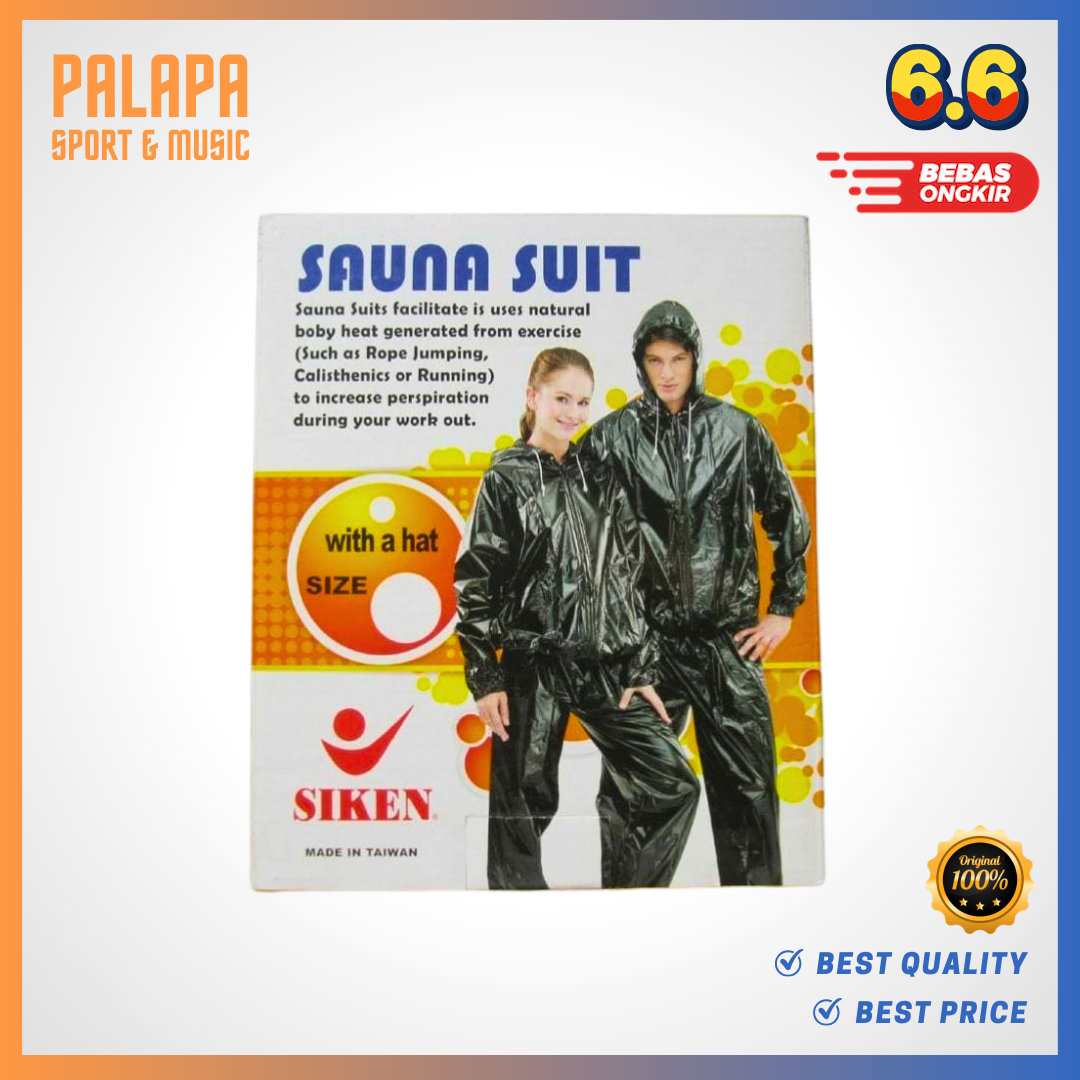 PALAPA
SPORT & MUSIC
6.6
BEBAS
ONGKIR
SAUNA SUIT
Sauna Suits facilitate is uses natural
boby heat generated from exercise
(Such as Rope Jumping,
Calisthenics or Running)
to increase perspiration
during your work out.
with a hat
SIZE
SIKEN®
MADE IN TAIWAN
Original
100%
BEST QUALITY
BEST PRICE